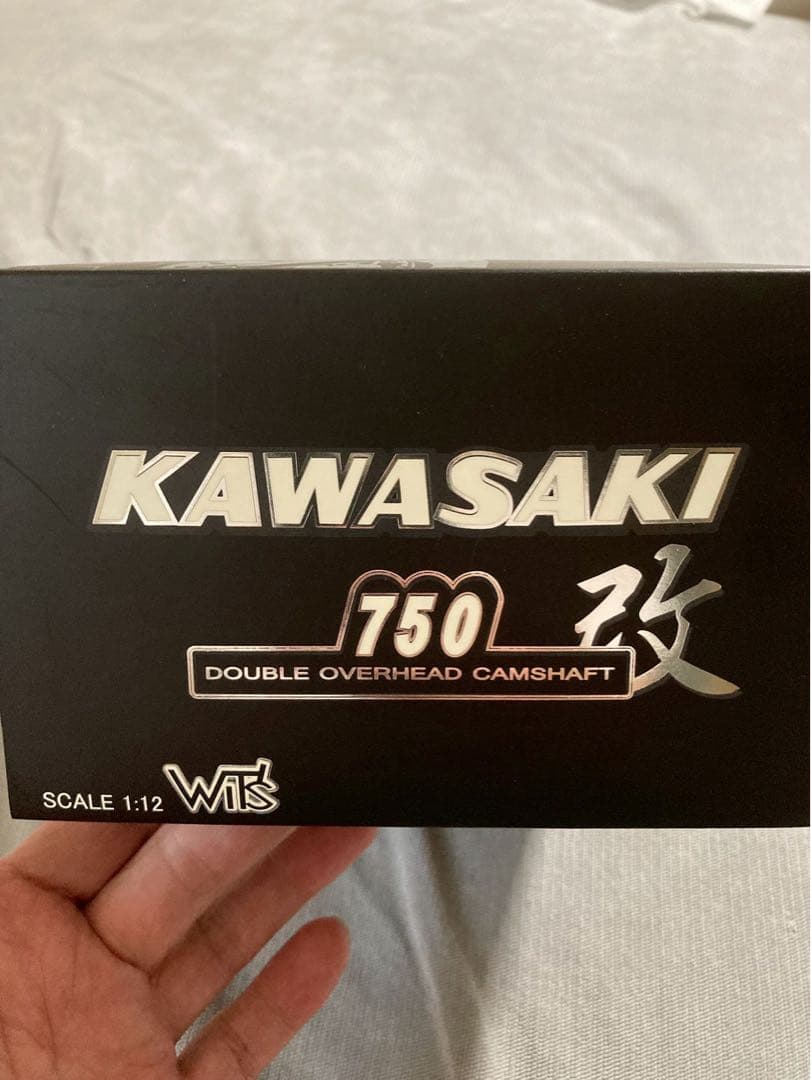 KAWASAKI
750 改
DOUBLE OVERHEAD CAMSHAFT
SCALE 1:12 WiT's